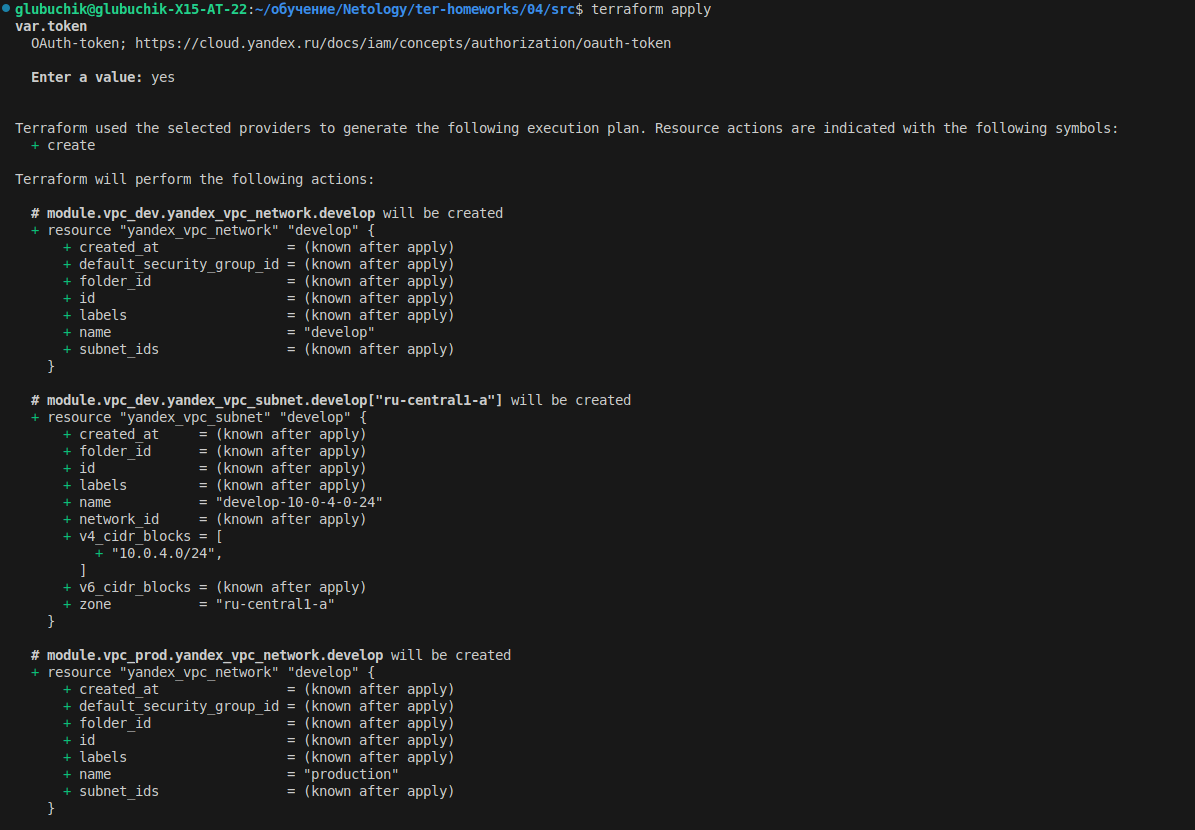 glubuchik@glubuchik-X15-AT-22:~/обучение/Netology/ter-homeworks/04/src$ terraform apply
var.token
  OAuth-token; https://cloud.yandex.ru/docs/iam/concepts/authorization/oauth-token

  Enter a value: yes


Terraform used the selected providers to generate the following execution plan. Resource actions are indicated with the following symbols:
  + create

Terraform will perform the following actions:

  # module.vpc_dev.yandex_vpc_network.develop will be created
  + resource "yandex_vpc_network" "develop" {
      + created_at                = (known after apply)
      + default_security_group_id = (known after apply)
      + folder_id                 = (known after apply)
      + id                        = (known after apply)
      + labels                    = (known after apply)
      + name                      = "develop"
      + subnet_ids                = (known after apply)
    }

  # module.vpc_dev.yandex_vpc_subnet.develop["ru-central1-a"] will be created
  + resource "yandex_vpc_subnet" "develop" {
      + created_at     = (known after apply)
      + folder_id      = (known after apply)
      + id             = (known after apply)
      + labels         = (known after apply)
      + name           = "develop-10-0-4-0-24"
      + network_id     = (known after apply)
      + v4_cidr_blocks = [
          + "10.0.4.0/24",
        ]
      + v6_cidr_blocks = (known after apply)
      + zone           = "ru-central1-a"
    }

  # module.vpc_prod.yandex_vpc_network.develop will be created
  + resource "yandex_vpc_network" "develop" {
      + created_at                = (known after apply)
      + default_security_group_id = (known after apply)
      + folder_id                 = (known after apply)
      + id                        = (known after apply)
      + labels                    = (known after apply)
      + name                      = "production"
      + subnet_ids                = (known after apply)
    }